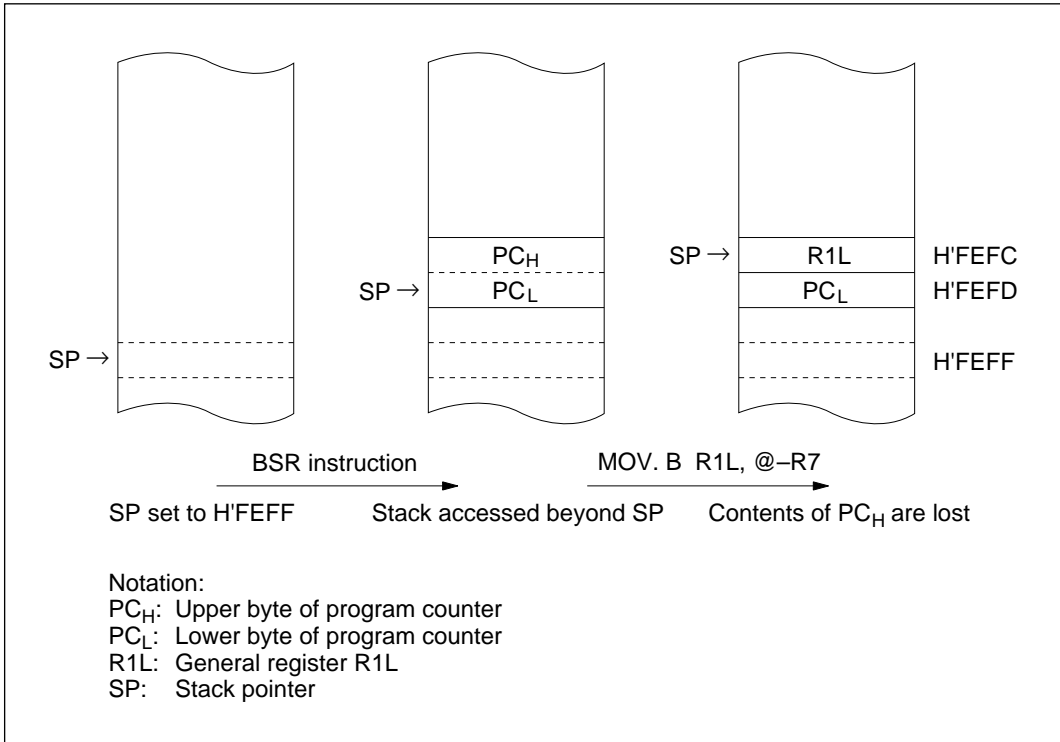 PCH
SP → R1L H'FEFC
SP → PCL
PCL H'FEFD
SP →
H'FEFF
BSR instruction
MOV. B R1L, @–R7
SP set to H'FEFF
Stack accessed beyond SP
Contents of PCH are lost
Notation:
PCH: Upper byte of program counter
PCL: Lower byte of program counter
R1L: General register R1L
SP: Stack pointer